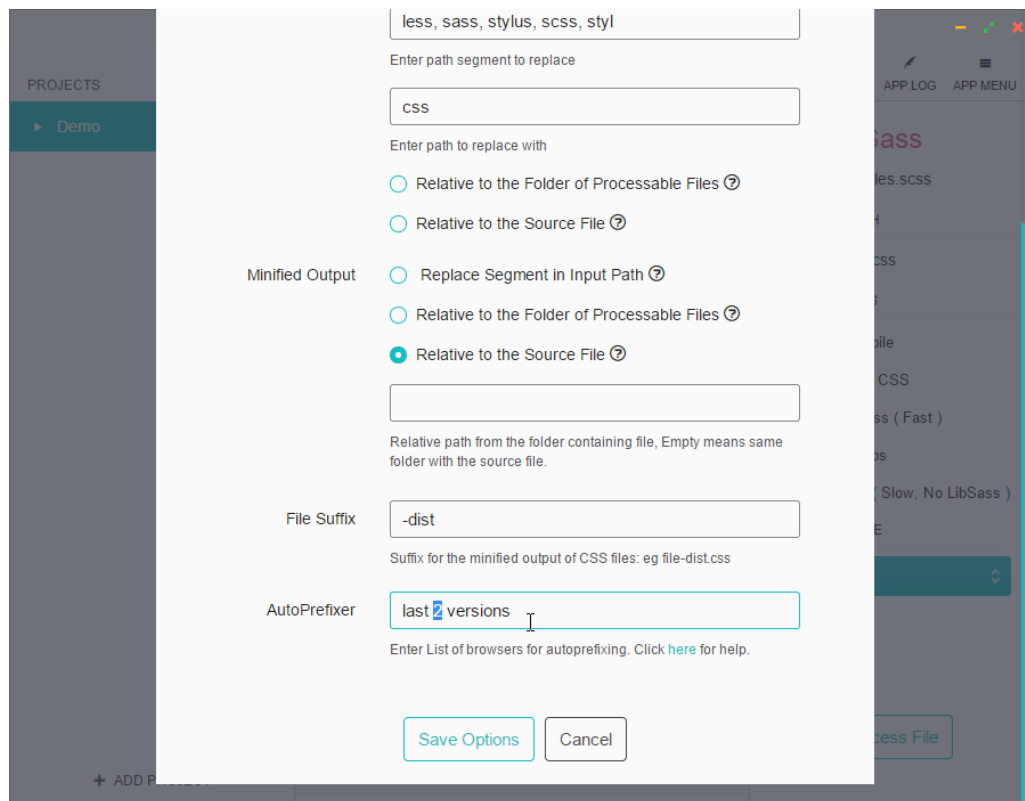 less, sass, stylus, scss, styl
Enter path segment to replace
PROJECTS
APP LOG
APP MENU
Demo
css
Enter path to replace with
Relative to the Folder of Processable Files
les.scss
Relative to the Source File
Minified Output
Replace Segment in Input Path
Relative to the Folder of Processable Files
Relative to the Source File
CSS
ss ( Fast )
Relative path from the folder containing file, Empty means same
folder with the source file.
( Slow, No LibSass )
File Suffix
-dist
Suffix for the minified output of CSS files: eg file-dist.css
AutoPrefixer
last 2 versions
Enter List of browsers for autoprefixing. Click here for help.
Save Options
Cancel
cess File
+ ADD P